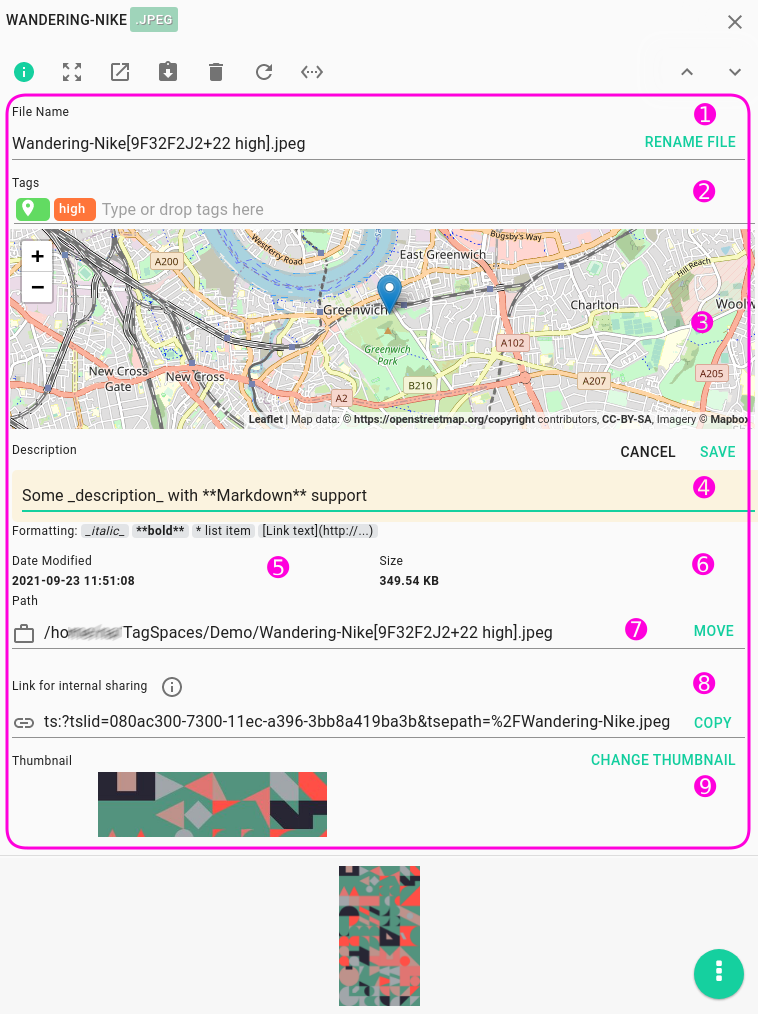 WANDERING-NIKE .JPEG
File Name
1
Wandering-Nike[9F32F2J2+22 high].jpeg RENAME FILE
Tags
2
high Type or drop tags here
+
−
A200
Westferry Road
East Greenwich
Bugsby's Way
Hill Reach
Greenwich
Charlton
Woolw
3
Greenwich
Park
A102
New Cross
Gate
New Cross
B210
A207
A205
A2
Leaflet | Map data: © https://openstreetmap.org/copyright contributors, CC-BY-SA, Imagery © Mapbox
Description CANCEL SAVE
Some _description_ with **Markdown** support 4
Formatting: _italic_ **bold** * list item [Link text](http://...)
Date Modified 5 Size 6
2021-09-23 11:51:08 349.54 KB
Path
/ho TagSpaces/Demo/Wandering-Nike[9F32F2J2+22 high].jpeg 7 MOVE
Link for internal sharing 8
ts:?tslid=080ac300-7300-11ec-a396-3bb8a419ba3b&tsepath=%2FWandering-Nike.jpeg COPY
Thumbnail CHANGE THUMBNAIL
9